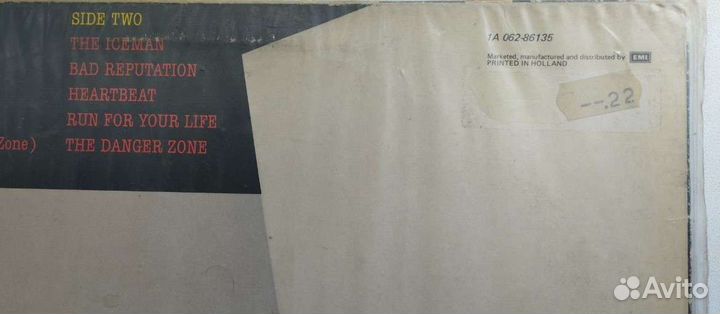 SIDE TWO
THE ICEMAN
BAD REPUTATION
HEARTBEAT
RUN FOR YOUR LIFE
Zone) THE DANGER ZONE
1A 062-86135
Marketed, manufactured and distributed by EMI
PRINTED IN HOLLAND
--.22
Avito